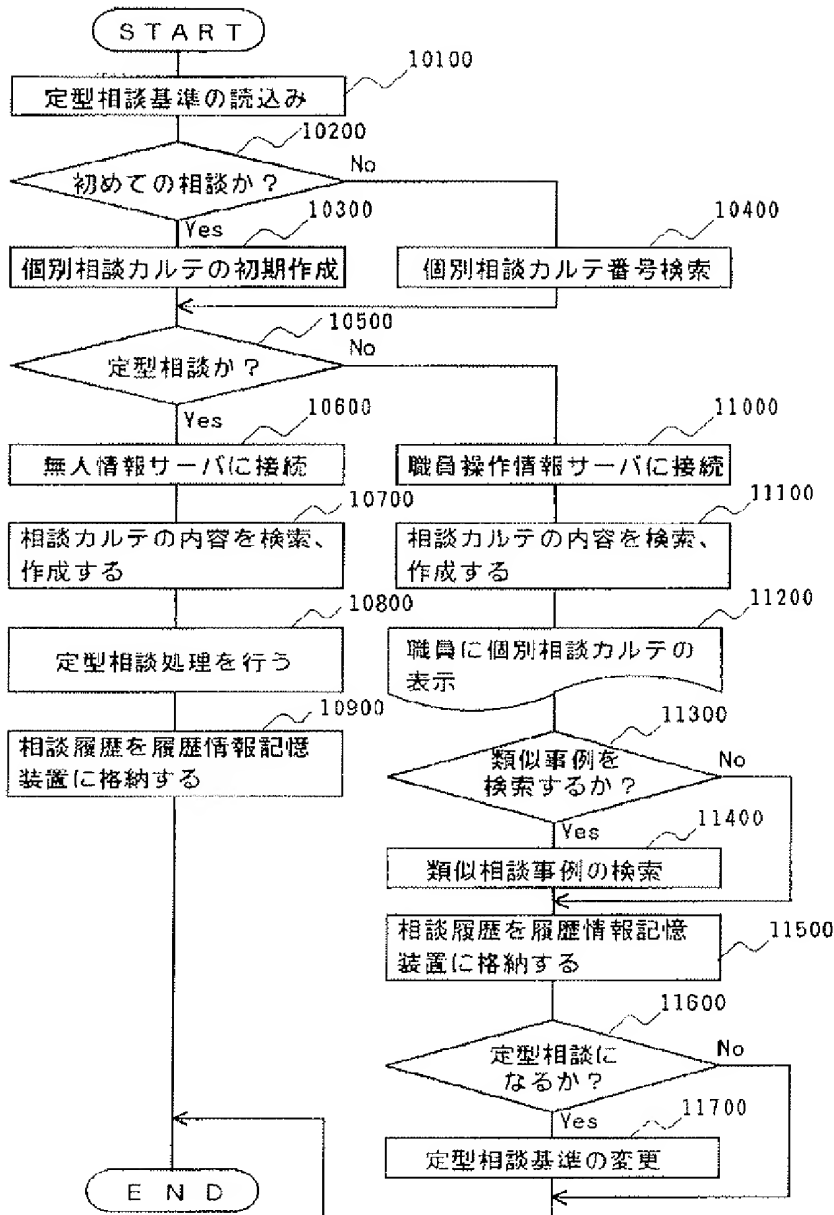 START
10100
定型相談基準の読込み
10200
初めての相談か？
No
Yes
10300
個別相談カルテの初期作成
10400
個別相談カルテ番号検索
10500
定型相談か？
No
Yes
10600
無人情報サーバに接続
11000
職員操作情報サーバに接続
10700
相談カルテの内容を検索、
作成する
11100
相談カルテの内容を検索、
作成する
10800
定型相談処理を行う
11200
職員に個別相談カルテの
表示
10900
相談履歴を履歴情報記憶
装置に格納する
11300
類似事例を
検索するか？
No
Yes
11400
類似相談事例の検索
相談履歴を履歴情報記憶
装置に格納する
11500
11600
定型相談に
なるか？
No
Yes
11700
定型相談基準の変更
END